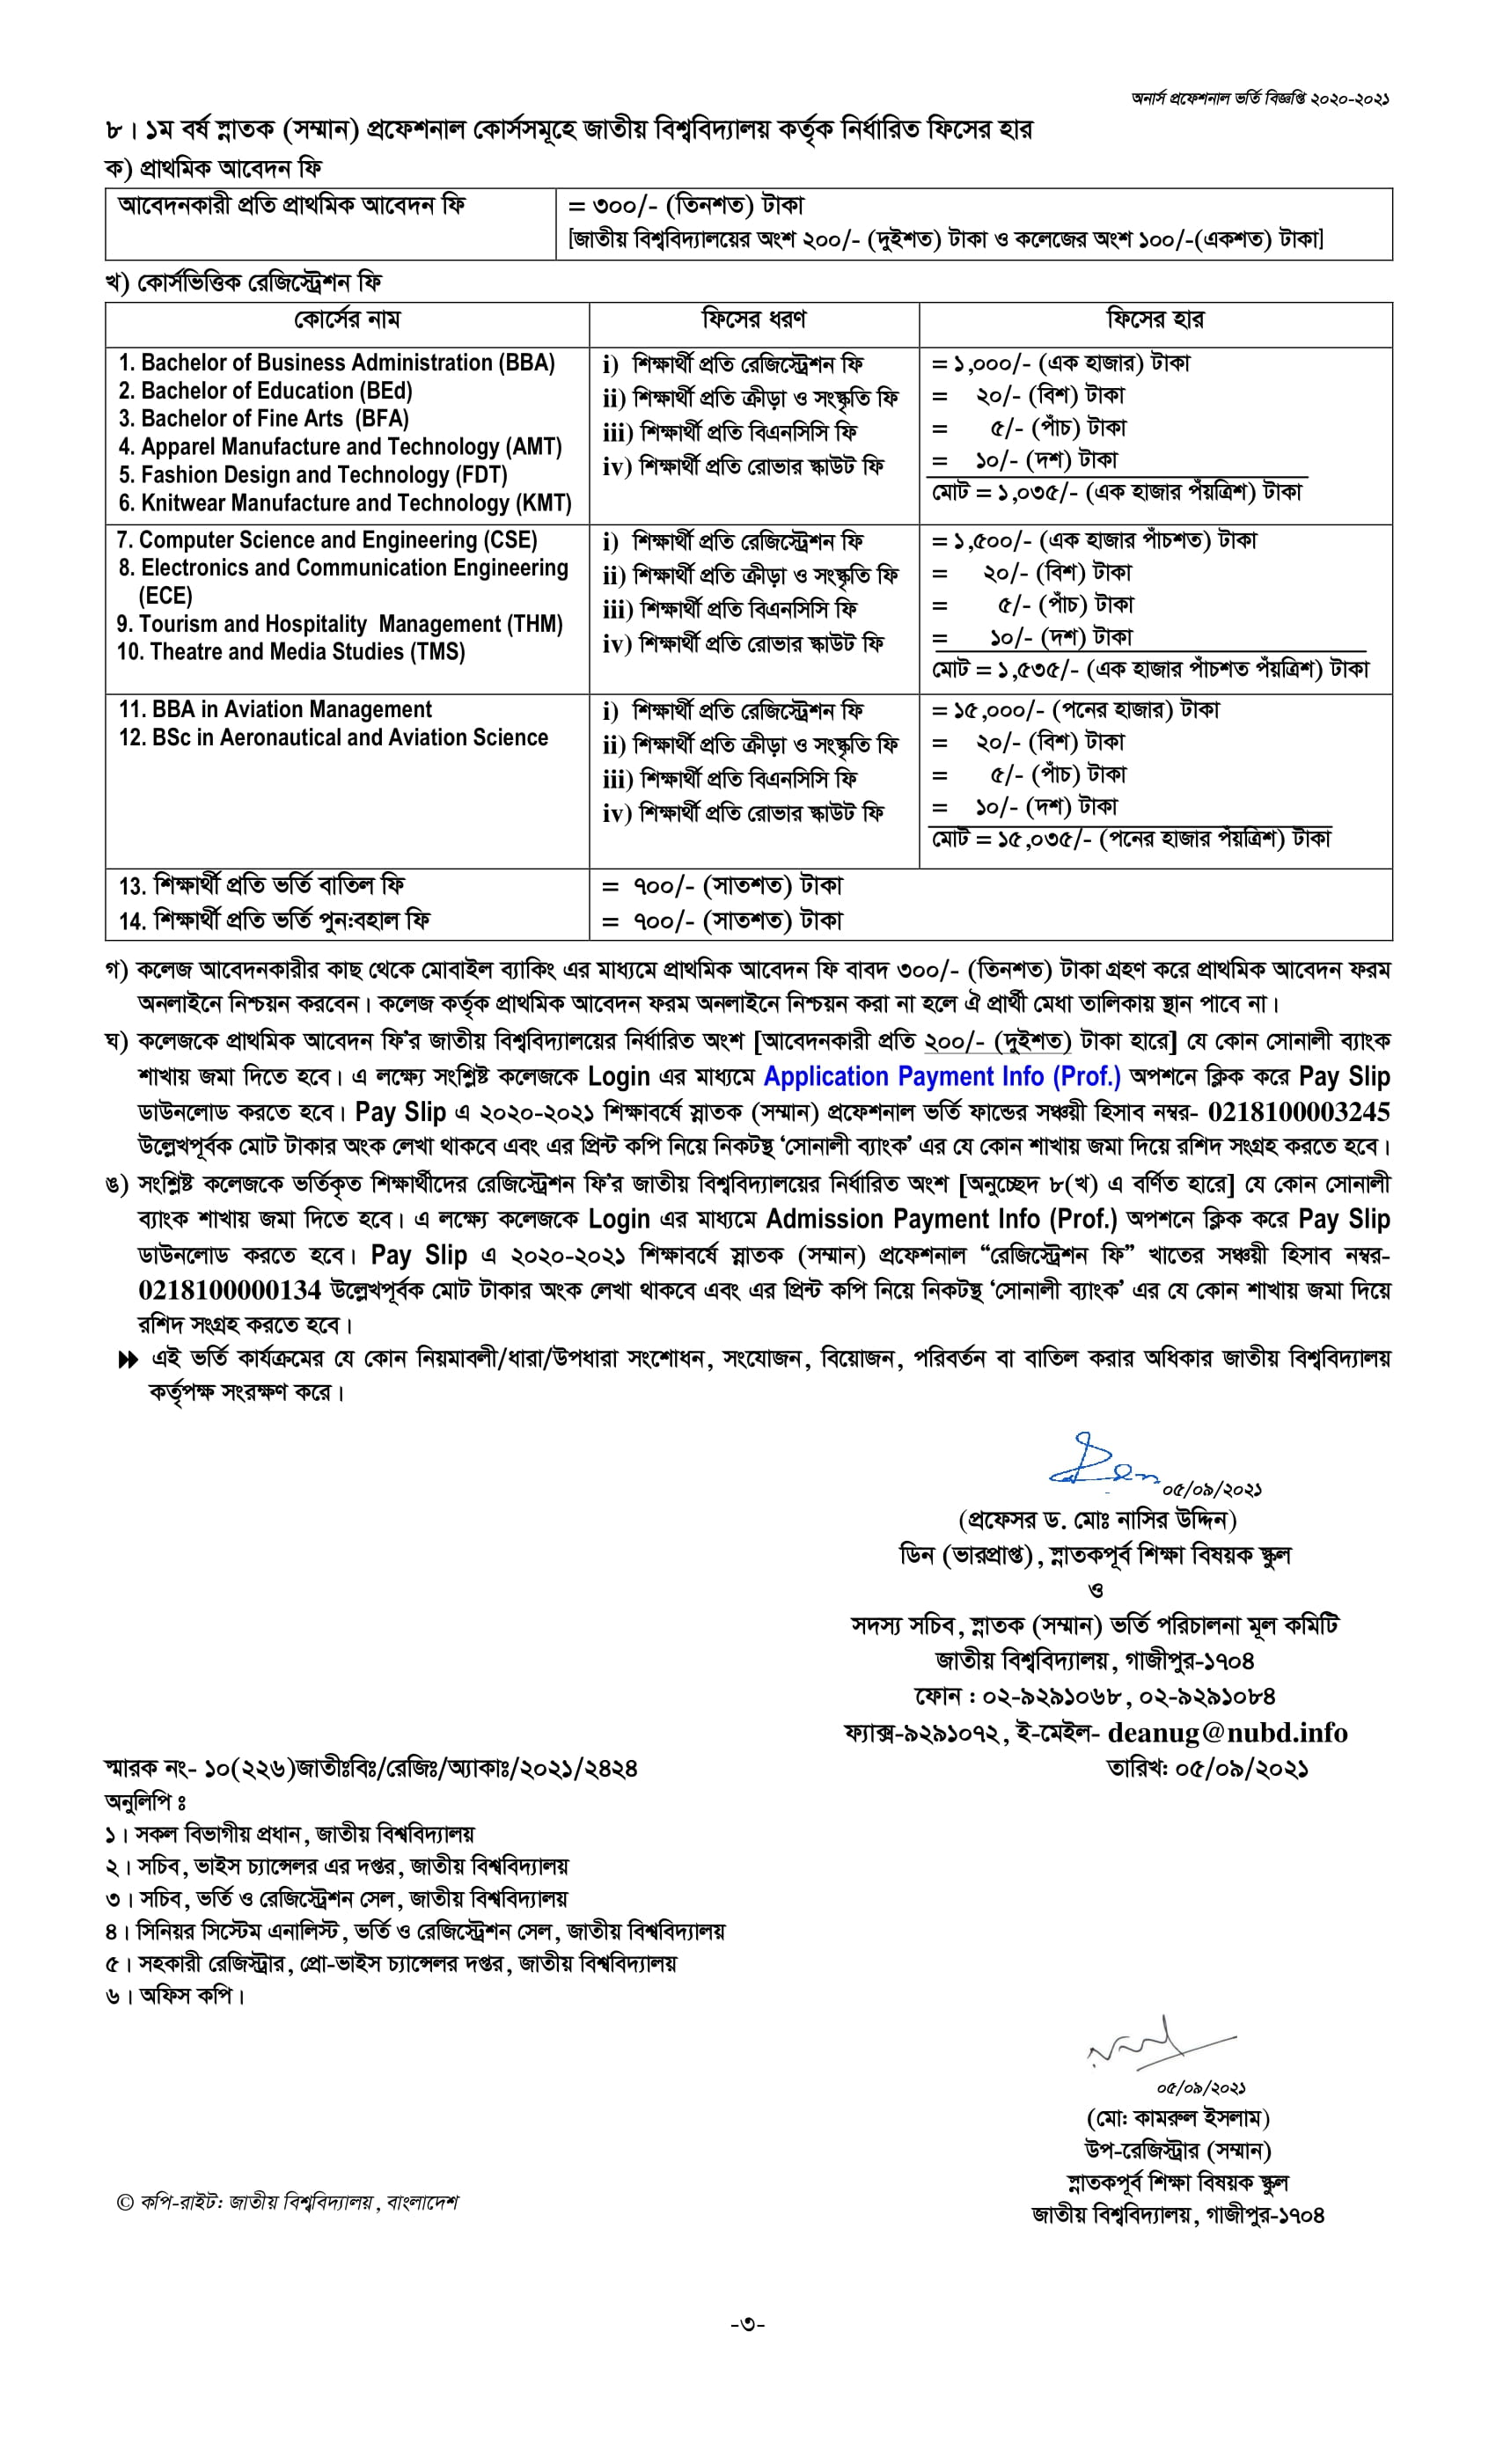 অনার্স প্রফেশনাল ভর্তি বিজ্ঞপ্তি ২০২০-২০২১
৮। ১ম বর্ষ স্নাতক (সম্মান) প্রফেশনাল কোর্সসমূহে জাতীয় বিশ্ববিদ্যালয় কর্তৃক নির্ধারিত ফিসের হার
ক) প্রাথমিক আবেদন ফি
আবেদনকারী প্রতি প্রাথমিক আবেদন ফি = ৩০০/- (তিনশত) টাকা
[জাতীয় বিশ্ববিদ্যালয়ের অংশ ২০০/- (দুইশত) টাকা ও কলেজের অংশ ১০০/-(একশত) টাকা]
খ) কোর্সভিত্তিক রেজিস্ট্রেশন ফি
কোর্সের নাম ফিসের ধরণ ফিসের হার
1. Bachelor of Business Administration (BBA)
2. Bachelor of Education (BEd)
3. Bachelor of Fine Arts (BFA)
4. Apparel Manufacture and Technology (AMT)
5. Fashion Design and Technology (FDT)
6. Knitwear Manufacture and Technology (KMT)
i) শিক্ষার্থী প্রতি রেজিস্ট্রেশন ফি
ii) শিক্ষার্থী প্রতি ক্রীড়া ও সংস্কৃতি ফি
iii) শিক্ষার্থী প্রতি বিএনসিসি ফি
iv) শিক্ষার্থী প্রতি রোভার স্কাউট ফি
= ১,০০০/- (এক হাজার) টাকা
= ২০/- (বিশ) টাকা
= ৫/- (পাঁচ) টাকা
= ১০/- (দশ) টাকা
মোট = ১,০৩৫/- (এক হাজার পঁয়ত্রিশ) টাকা
7. Computer Science and Engineering (CSE)
8. Electronics and Communication Engineering
(ECE)
9. Tourism and Hospitality Management (THM)
10. Theatre and Media Studies (TMS)
i) শিক্ষার্থী প্রতি রেজিস্ট্রেশন ফি
ii) শিক্ষার্থী প্রতি ক্রীড়া ও সংস্কৃতি ফি
iii) শিক্ষার্থী প্রতি বিএনসিসি ফি
iv) শিক্ষার্থী প্রতি রোভার স্কাউট ফি
= ১,৫০০/- (এক হাজার পাঁচশত) টাকা
= ২০/- (বিশ) টাকা
= ৫/- (পাঁচ) টাকা
= ১০/- (দশ) টাকা
মোট = ১,৫৩৫/- (এক হাজার পাঁচশত পঁয়ত্রিশ) টাকা
11. BBA in Aviation Management
12. BSc in Aeronautical and Aviation Science
i) শিক্ষার্থী প্রতি রেজিস্ট্রেশন ফি
ii) শিক্ষার্থী প্রতি ক্রীড়া ও সংস্কৃতি ফি
iii) শিক্ষার্থী প্রতি বিএনসিসি ফি
iv) শিক্ষার্থী প্রতি রোভার স্কাউট ফি
= ১৫,০০০/- (পনের হাজার) টাকা
= ২০/- (বিশ) টাকা
= ৫/- (পাঁচ) টাকা
= ১০/- (দশ) টাকা
মোট = ১৫,০৩৫/- (পনের হাজার পঁয়ত্রিশ) টাকা
13. শিক্ষার্থী প্রতি ভর্তি বাতিল ফি = ৭০০/- (সাতশত) টাকা
14. শিক্ষার্থী প্রতি ভর্তি পুন:বহাল ফি = ৭০০/- (সাতশত) টাকা
গ) কলেজ আবেদনকারীর কাছ থেকে মোবাইল ব্যাকিং এর মাধ্যমে প্রাথমিক আবেদন ফি বাবদ ৩০০/- (তিনশত) টাকা গ্রহণ করে প্রাথমিক আবেদন ফরম
অনলাইনে নিশ্চয়ন করবেন। কলেজ কর্তৃক প্রাথমিক আবেদন ফরম অনলাইনে নিশ্চয়ন করা না হলে ঐ প্রার্থী মেধা তালিকায় স্থান পাবে না।
ঘ) কলেজকে প্রাথমিক আবেদন ফি'র জাতীয় বিশ্ববিদ্যালয়ের নির্ধারিত অংশ [আবেদনকারী প্রতি ২০০/- (দুইশত) টাকা হারে] যে কোন সোনালী ব্যাংক
শাখায় জমা দিতে হবে। এ লক্ষ্যে সংশ্লিষ্ট কলেজকে Login এর মাধ্যমে Application Payment Info (Prof.) অপশনে ক্লিক করে Pay Slip
ডাউনলোড করতে হবে। Pay Slip এ ২০২০-২০২১ শিক্ষাবর্ষে স্নাতক (সম্মান) প্রফেশনাল ভর্তি ফান্ডের সঞ্চয়ী হিসাব নম্বর- 0218100003245
উল্লেখপূর্বক মোট টাকার অংক লেখা থাকবে এবং এর প্রিন্ট কপি নিয়ে নিকটস্থ ‘সোনালী ব্যাংক’ এর যে কোন শাখায় জমা দিয়ে রশিদ সংগ্রহ করতে হবে।
ঙ) সংশ্লিষ্ট কলেজকে ভর্তিকৃত শিক্ষার্থীদের রেজিস্ট্রেশন ফি'র জাতীয় বিশ্ববিদ্যালয়ের নির্ধারিত অংশ [অনুচ্ছেদ ৮(খ) এ বর্ণিত হারে] যে কোন সোনালী
ব্যাংক শাখায় জমা দিতে হবে। এ লক্ষ্যে কলেজকে Login এর মাধ্যমে Admission Payment Info (Prof.) অপশনে ক্লিক করে Pay Slip
ডাউনলোড করতে হবে। Pay Slip এ ২০২০-২০২১ শিক্ষাবর্ষে স্নাতক (সম্মান) প্রফেশনাল “রেজিস্ট্রেশন ফি” খাতের সঞ্চয়ী হিসাব নম্বর-
0218100000134 উল্লেখপূর্বক মোট টাকার অংক লেখা থাকবে এবং এর প্রিন্ট কপি নিয়ে নিকটস্থ ‘সোনালী ব্যাংক’ এর যে কোন শাখায় জমা দিয়ে
রশিদ সংগ্রহ করতে হবে।
এই ভর্তি কার্যক্রমের যে কোন নিয়মাবলী/ধারা/উপধারা সংশোধন, সংযোজন, বিয়োজন, পরিবর্তন বা বাতিল করার অধিকার জাতীয় বিশ্ববিদ্যালয়
কর্তৃপক্ষ সংরক্ষণ করে।
০৫/০৯/২০২১
(প্রফেসর ড. মোঃ নাসির উদ্দিন)
ডিন (ভারপ্রাপ্ত), স্নাতকপূর্ব শিক্ষা বিষয়ক স্কুল
ও
সদস্য সচিব, স্নাতক (সম্মান) ভর্তি পরিচালনা মূল কমিটি
জাতীয় বিশ্ববিদ্যালয়, গাজীপুর-১৭০৪
ফোন : ০২-৯২৯১০৬৮, ০২-৯২৯১০৮৪
ফ্যাক্স-৯২৯১০৭২, ই-মেইল- deanug@nubd.info
স্মারক নং- ১০(২২৬)জাতীঃবিঃ/রেজিঃ/অ্যাকাঃ/২০২১/২৪২৪ তারিখ: ০৫/০৯/২০২১
অনুলিপি ঃ
১। সকল বিভাগীয় প্রধান, জাতীয় বিশ্ববিদ্যালয়
২। সচিব, ভাইস চ্যান্সেলর এর দপ্তর, জাতীয় বিশ্ববিদ্যালয়
৩। সচিব, ভর্তি ও রেজিস্ট্রেশন সেল, জাতীয় বিশ্ববিদ্যালয়
৪। সিনিয়র সিস্টেম এনালিস্ট, ভর্তি ও রেজিস্ট্রেশন সেল, জাতীয় বিশ্ববিদ্যালয়
৫। সহকারী রেজিস্ট্রার, প্রো-ভাইস চ্যান্সেলর দপ্তর, জাতীয় বিশ্ববিদ্যালয়
৬। অফিস কপি।
০৫/০৯/২০২১
(মো: কামরুল ইসলাম)
উপ-রেজিস্ট্রার (সম্মান)
স্নাতকপূর্ব শিক্ষা বিষয়ক স্কুল
জাতীয় বিশ্ববিদ্যালয়, গাজীপুর-১৭০৪
© কপি-রাইট: জাতীয় বিশ্ববিদ্যালয়, বাংলাদেশ
-৩-